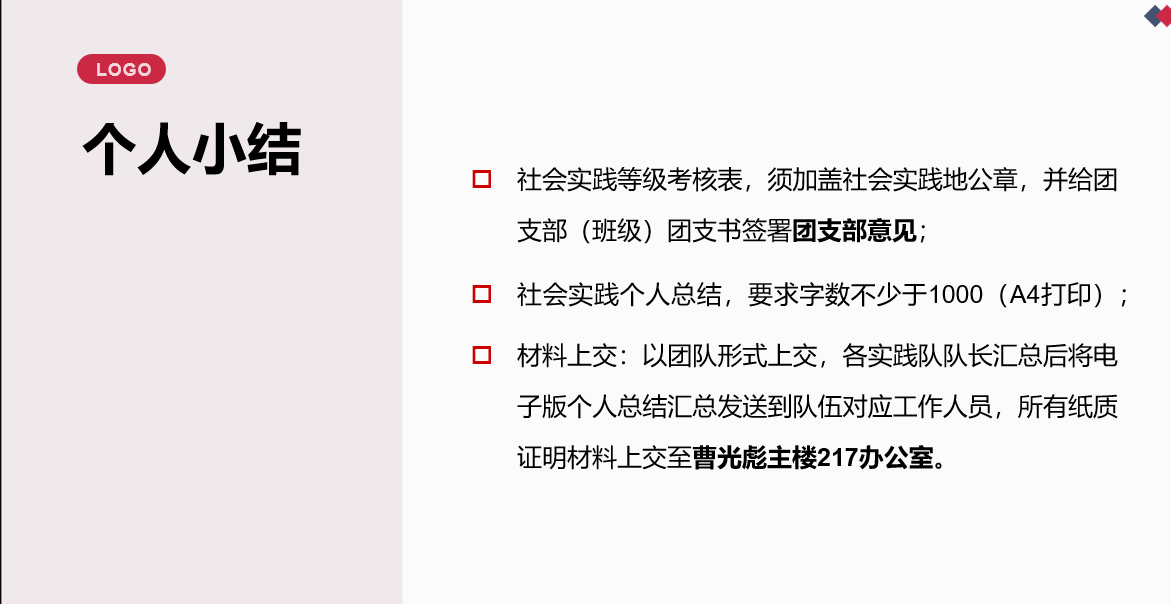 LOGO
个人小结
社会实践等级考核表，须加盖社会实践地公章，并给团
支部（班级）团支书签署团支部意见；
社会实践个人总结，要求字数不少于1000（A4打印）；
材料上交：以团队形式上交，各实践队队长汇总后将电
子版个人总结汇总发送到队伍对应工作人员，所有纸质
证明材料上交至曹光彪主楼217办公室。